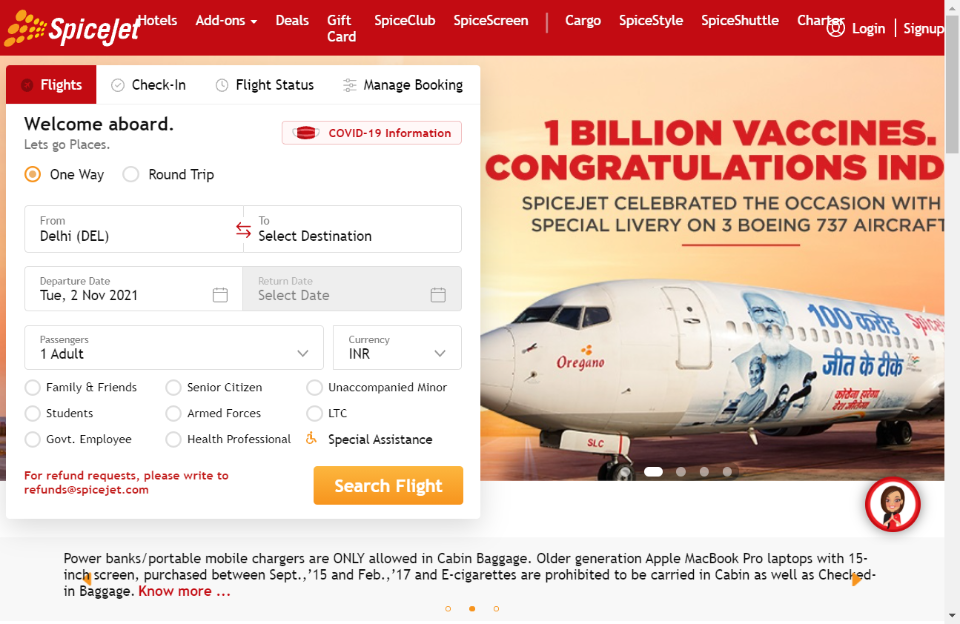 SpiceJet
Hotels Add-ons Deals Gift Card SpiceClub SpiceScreen Cargo SpiceStyle SpiceShuttle Charter Login Signup
Flights Check-In Flight Status Manage Booking
Welcome aboard.
Lets go Places.
COVID-19 Information
One Way Round Trip
From
Delhi (DEL)
To
Select Destination
Departure Date
Tue, 2 Nov 2021
Return Date
Select Date
Passengers
1 Adult
Currency
INR
Family & Friends Senior Citizen Unaccompanied Minor
Students Armed Forces LTC
Govt. Employee Health Professional Special Assistance
For refund requests, please write to
refunds@spicejet.com
Search Flight
1 BILLION VACCINES.
CONGRATULATIONS IND
SPICEJET CELEBRATED THE OCCASION WITH
SPECIAL LIVERY ON 3 BOEING 737 AIRCRAFT
Oregano
100 करोड़
जीत के टीके
SLC
Power banks/portable mobile chargers are ONLY allowed in Cabin Baggage. Older generation Apple MacBook Pro laptops with 15-
inch screen, purchased between Sept.,’15 and Feb.,’17 and E-cigarettes are prohibited to be carried in Cabin as well as Checked-
in Baggage. Know more ...